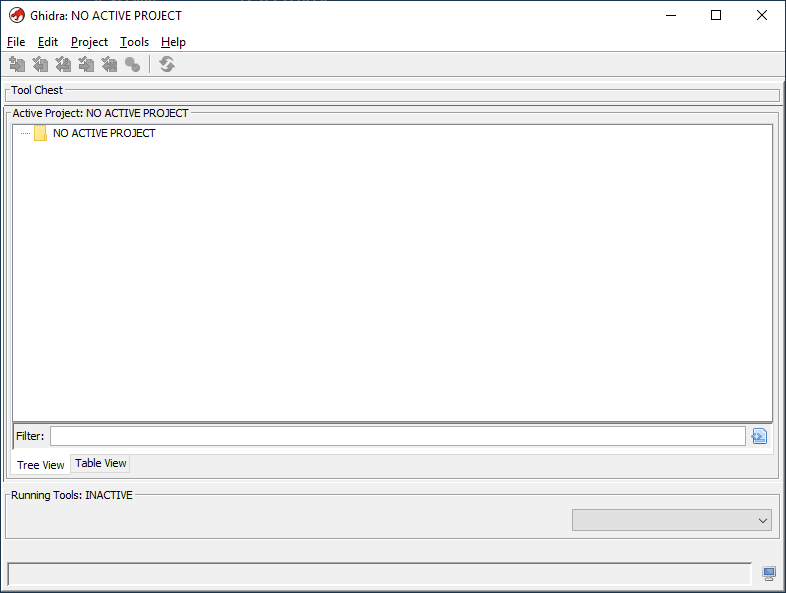 Ghidra: NO ACTIVE PROJECT
File Edit Project Tools Help
Tool Chest
Active Project: NO ACTIVE PROJECT
NO ACTIVE PROJECT
Filter:
Tree View Table View
Running Tools: INACTIVE